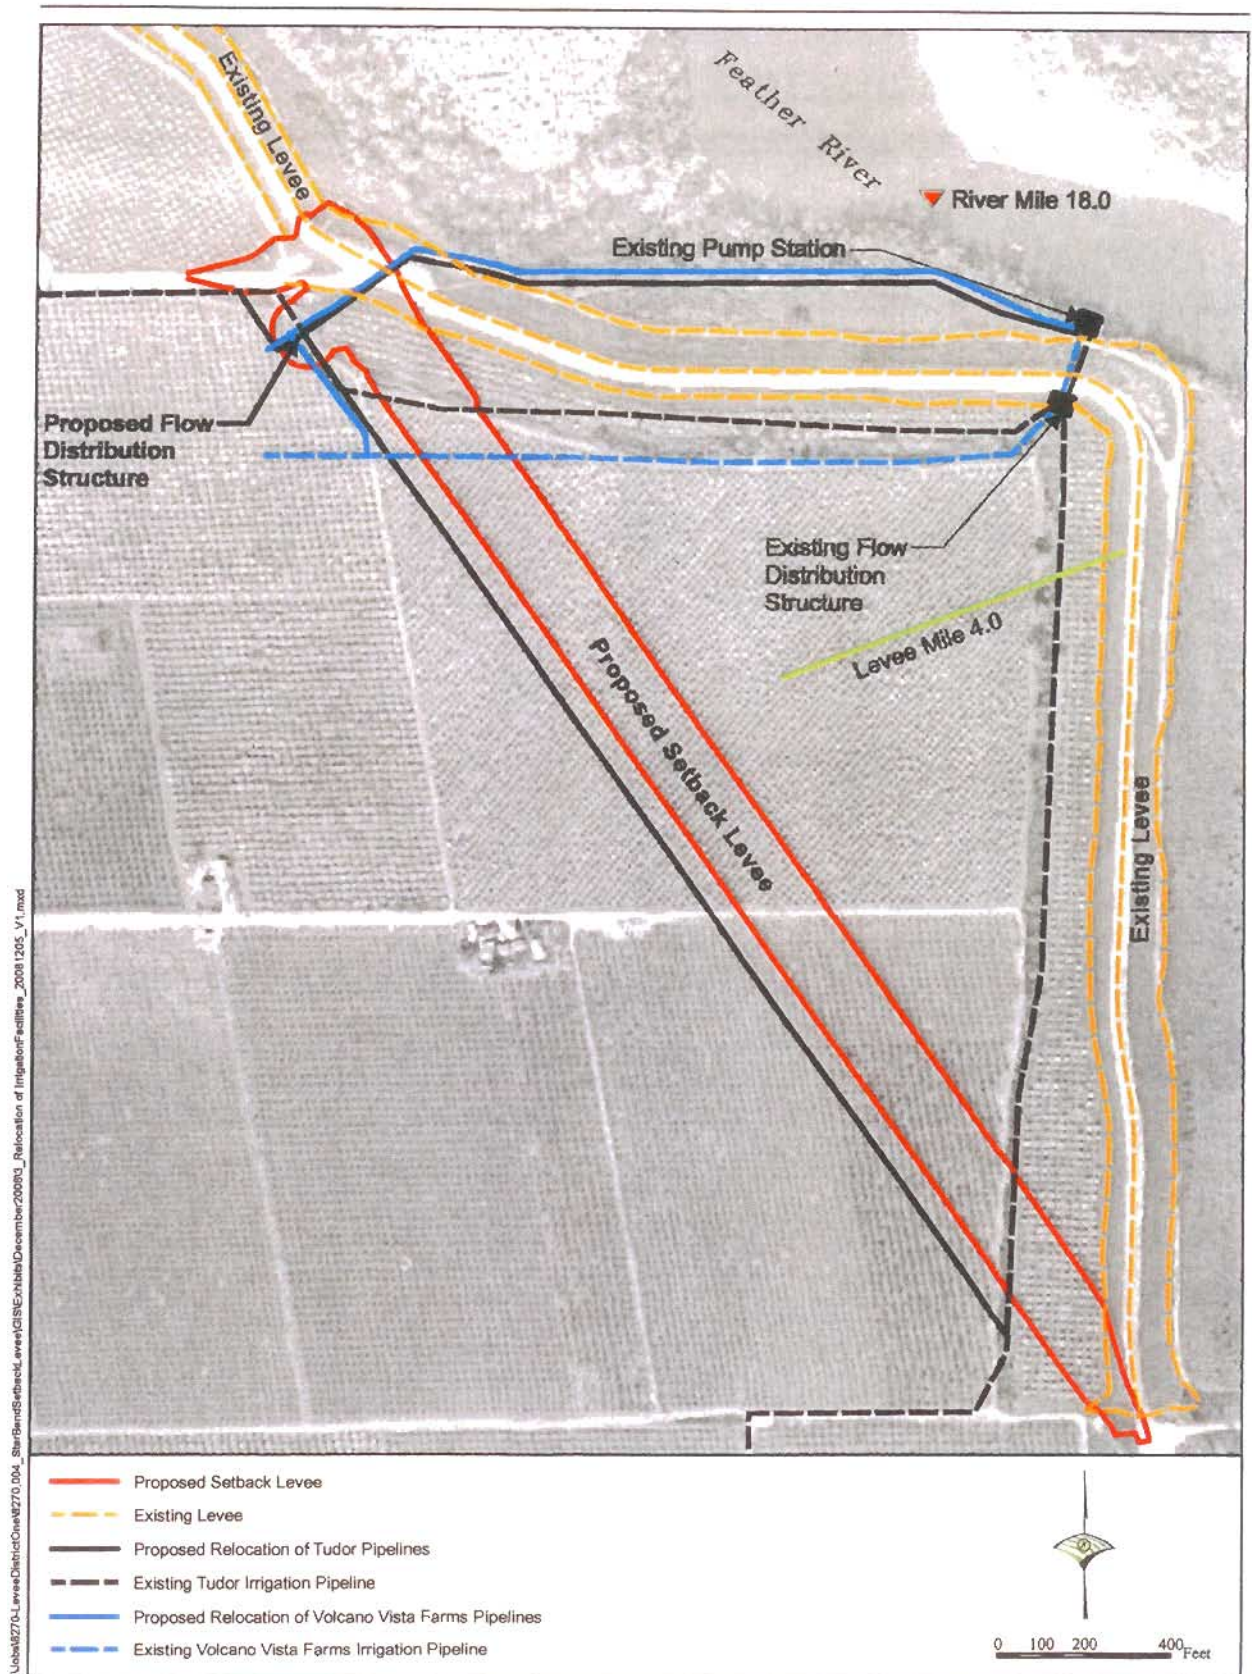 Existing Levee
Feather River
River Mile 18.0
Existing Pump Station
Proposed Flow
Distribution
Structure
Existing Flow
Distribution
Structure
Levee Mile 4.0
Proposed Setback Levee
Existing Levee
Proposed Setback Levee
Existing Levee
Proposed Relocation of Tudor Pipelines
Existing Tudor Irrigation Pipeline
Proposed Relocation of Volcano Vista Farms Pipelines
Existing Volcano Vista Farms Irrigation Pipeline
0 100 200 400 Feet